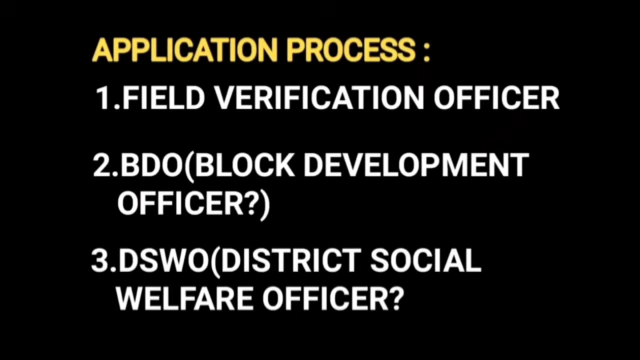 APPLICATION PROCESS :
1.FIELD VERIFICATION OFFICER
2.BDO(BLOCK DEVELOPMENT
OFFICER?)
3.DSWO(DISTRICT SOCIAL
WELFARE OFFICER?